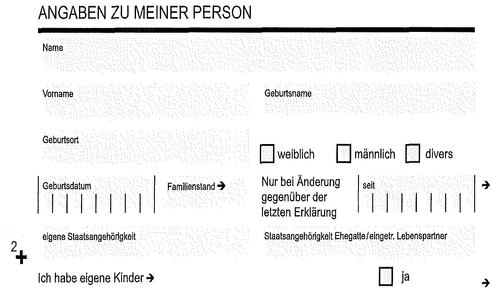 ANGABEN ZU MEINER PERSON
Name
Vorname
Geburtsname
Geburtsort
weiblich
männlich
divers
Geburtsdatum
Familienstand →
Nur bei Änderung
gegenüber der
letzten Erklärung
seit
→
eigene Staatsangehörigkeit
Staatsangehörigkeit Ehegatte/eingetr. Lebenspartner
2
+
Ich habe eigene Kinder →
ja
→